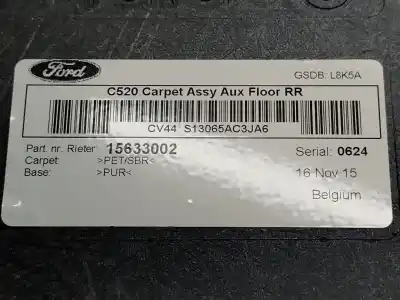 Ford
GSDB: L8K5A
C520 Carpet Assy Aux Floor RR
CV44 S13065AC3JA6
Part. nr. Rieter: 15633002
Serial: 0624
Carpet: >PET/SBR<
16 Nov 15
Base: >PUR<
Belgium